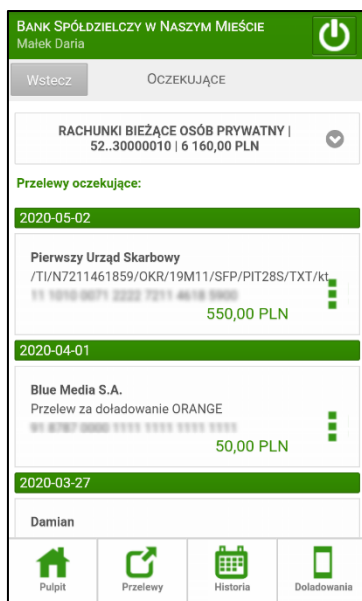 BANK SPÓŁDZIELCZY W NASZYM MIEŚCIE
Małek Daria
Wstecz
OCZEKUJĄCE
RACHUNKI BIEŻĄCE OSÓB PRYWATNY |
52..30000010 | 6 160,00 PLN
Przelewy oczekujące:
2020-05-02
Pierwszy Urząd Skarbowy
/TI/N7211461859/OKR/19M11/SFP/PIT28S/TXT/kt
550,00 PLN
2020-04-01
Blue Media S.A.
Przelew za doładowanie ORANGE
50,00 PLN
2020-03-27
Damian
Pulpit
Przelewy
Historia
Doladowania